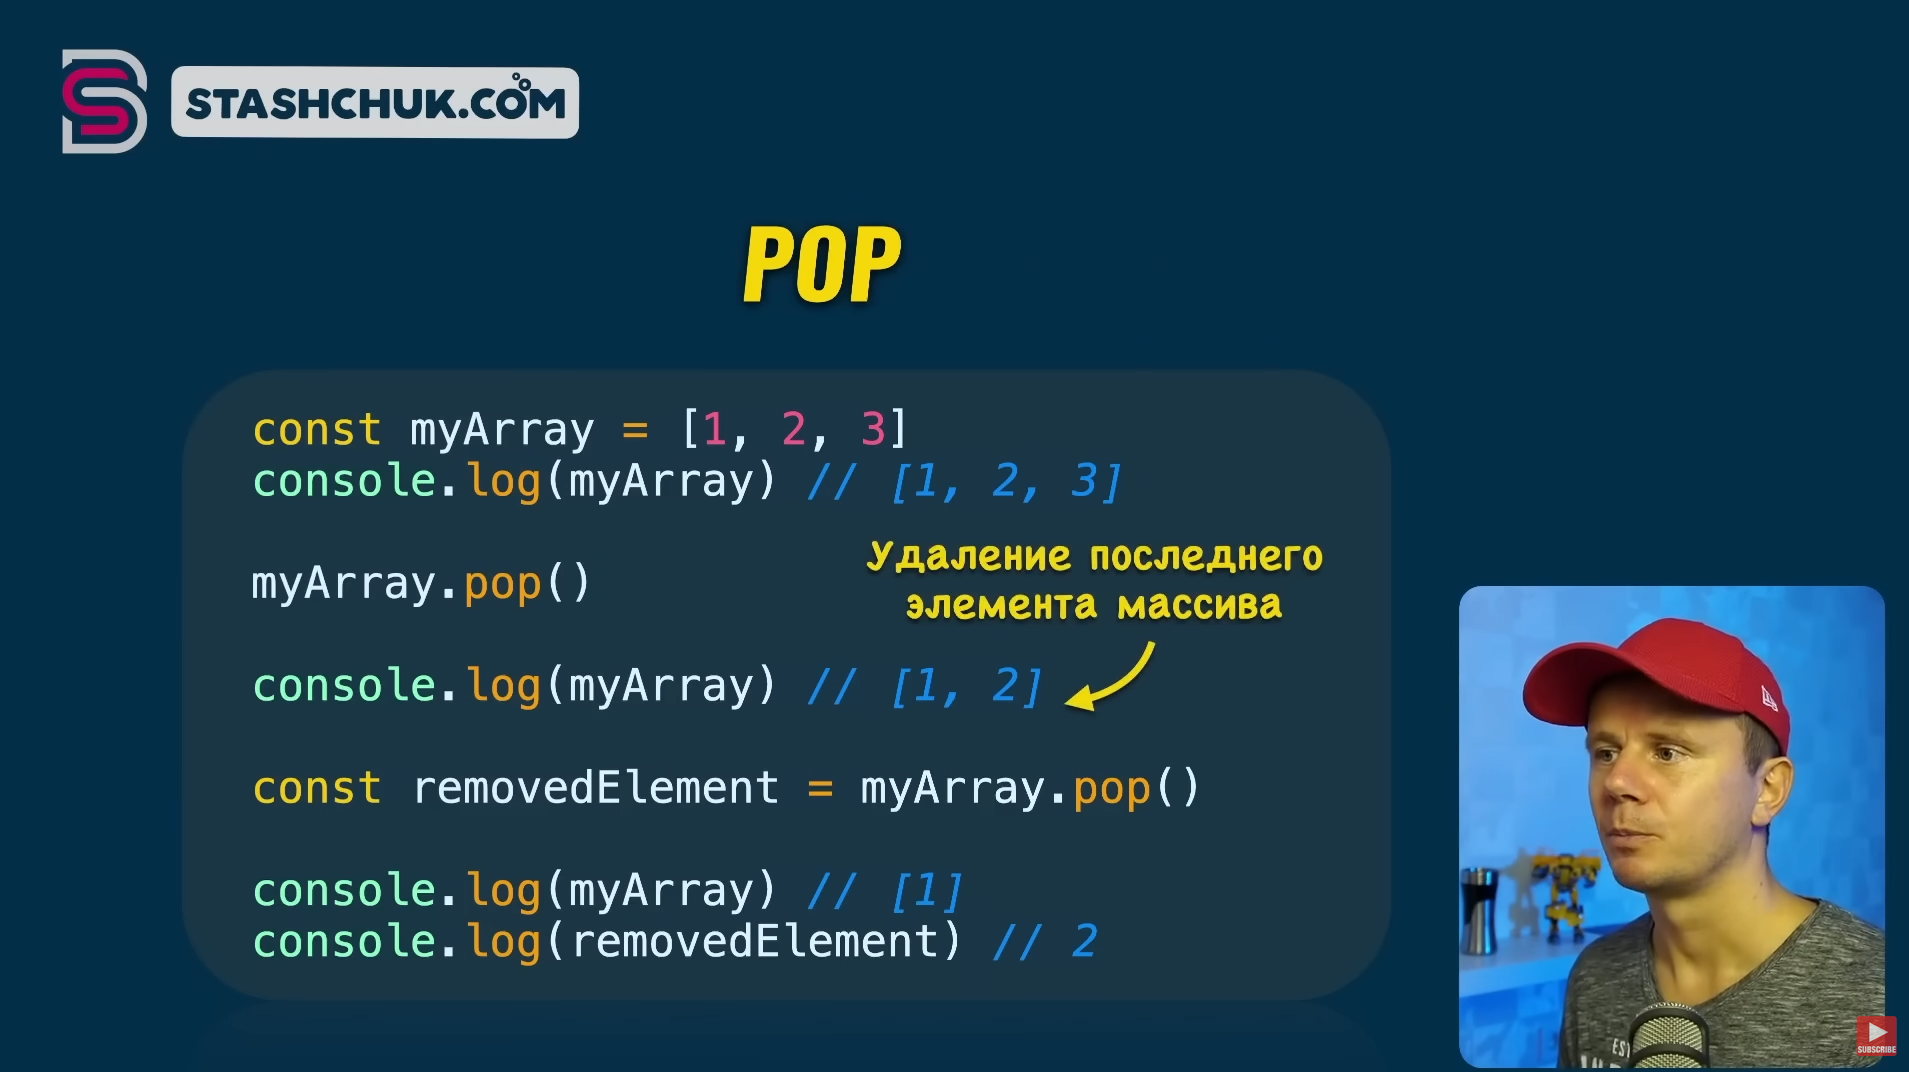 STASHCHUK.COM
POP
const myArray = [1, 2, 3]
console.log(myArray) // [1, 2, 3]
Удаление последнего
элемента массива
myArray.pop()
console.log(myArray) // [1, 2]
const removedElement = myArray.pop()
console.log(myArray) // [1]
console.log(removedElement) // 2
SUBSCRIBE